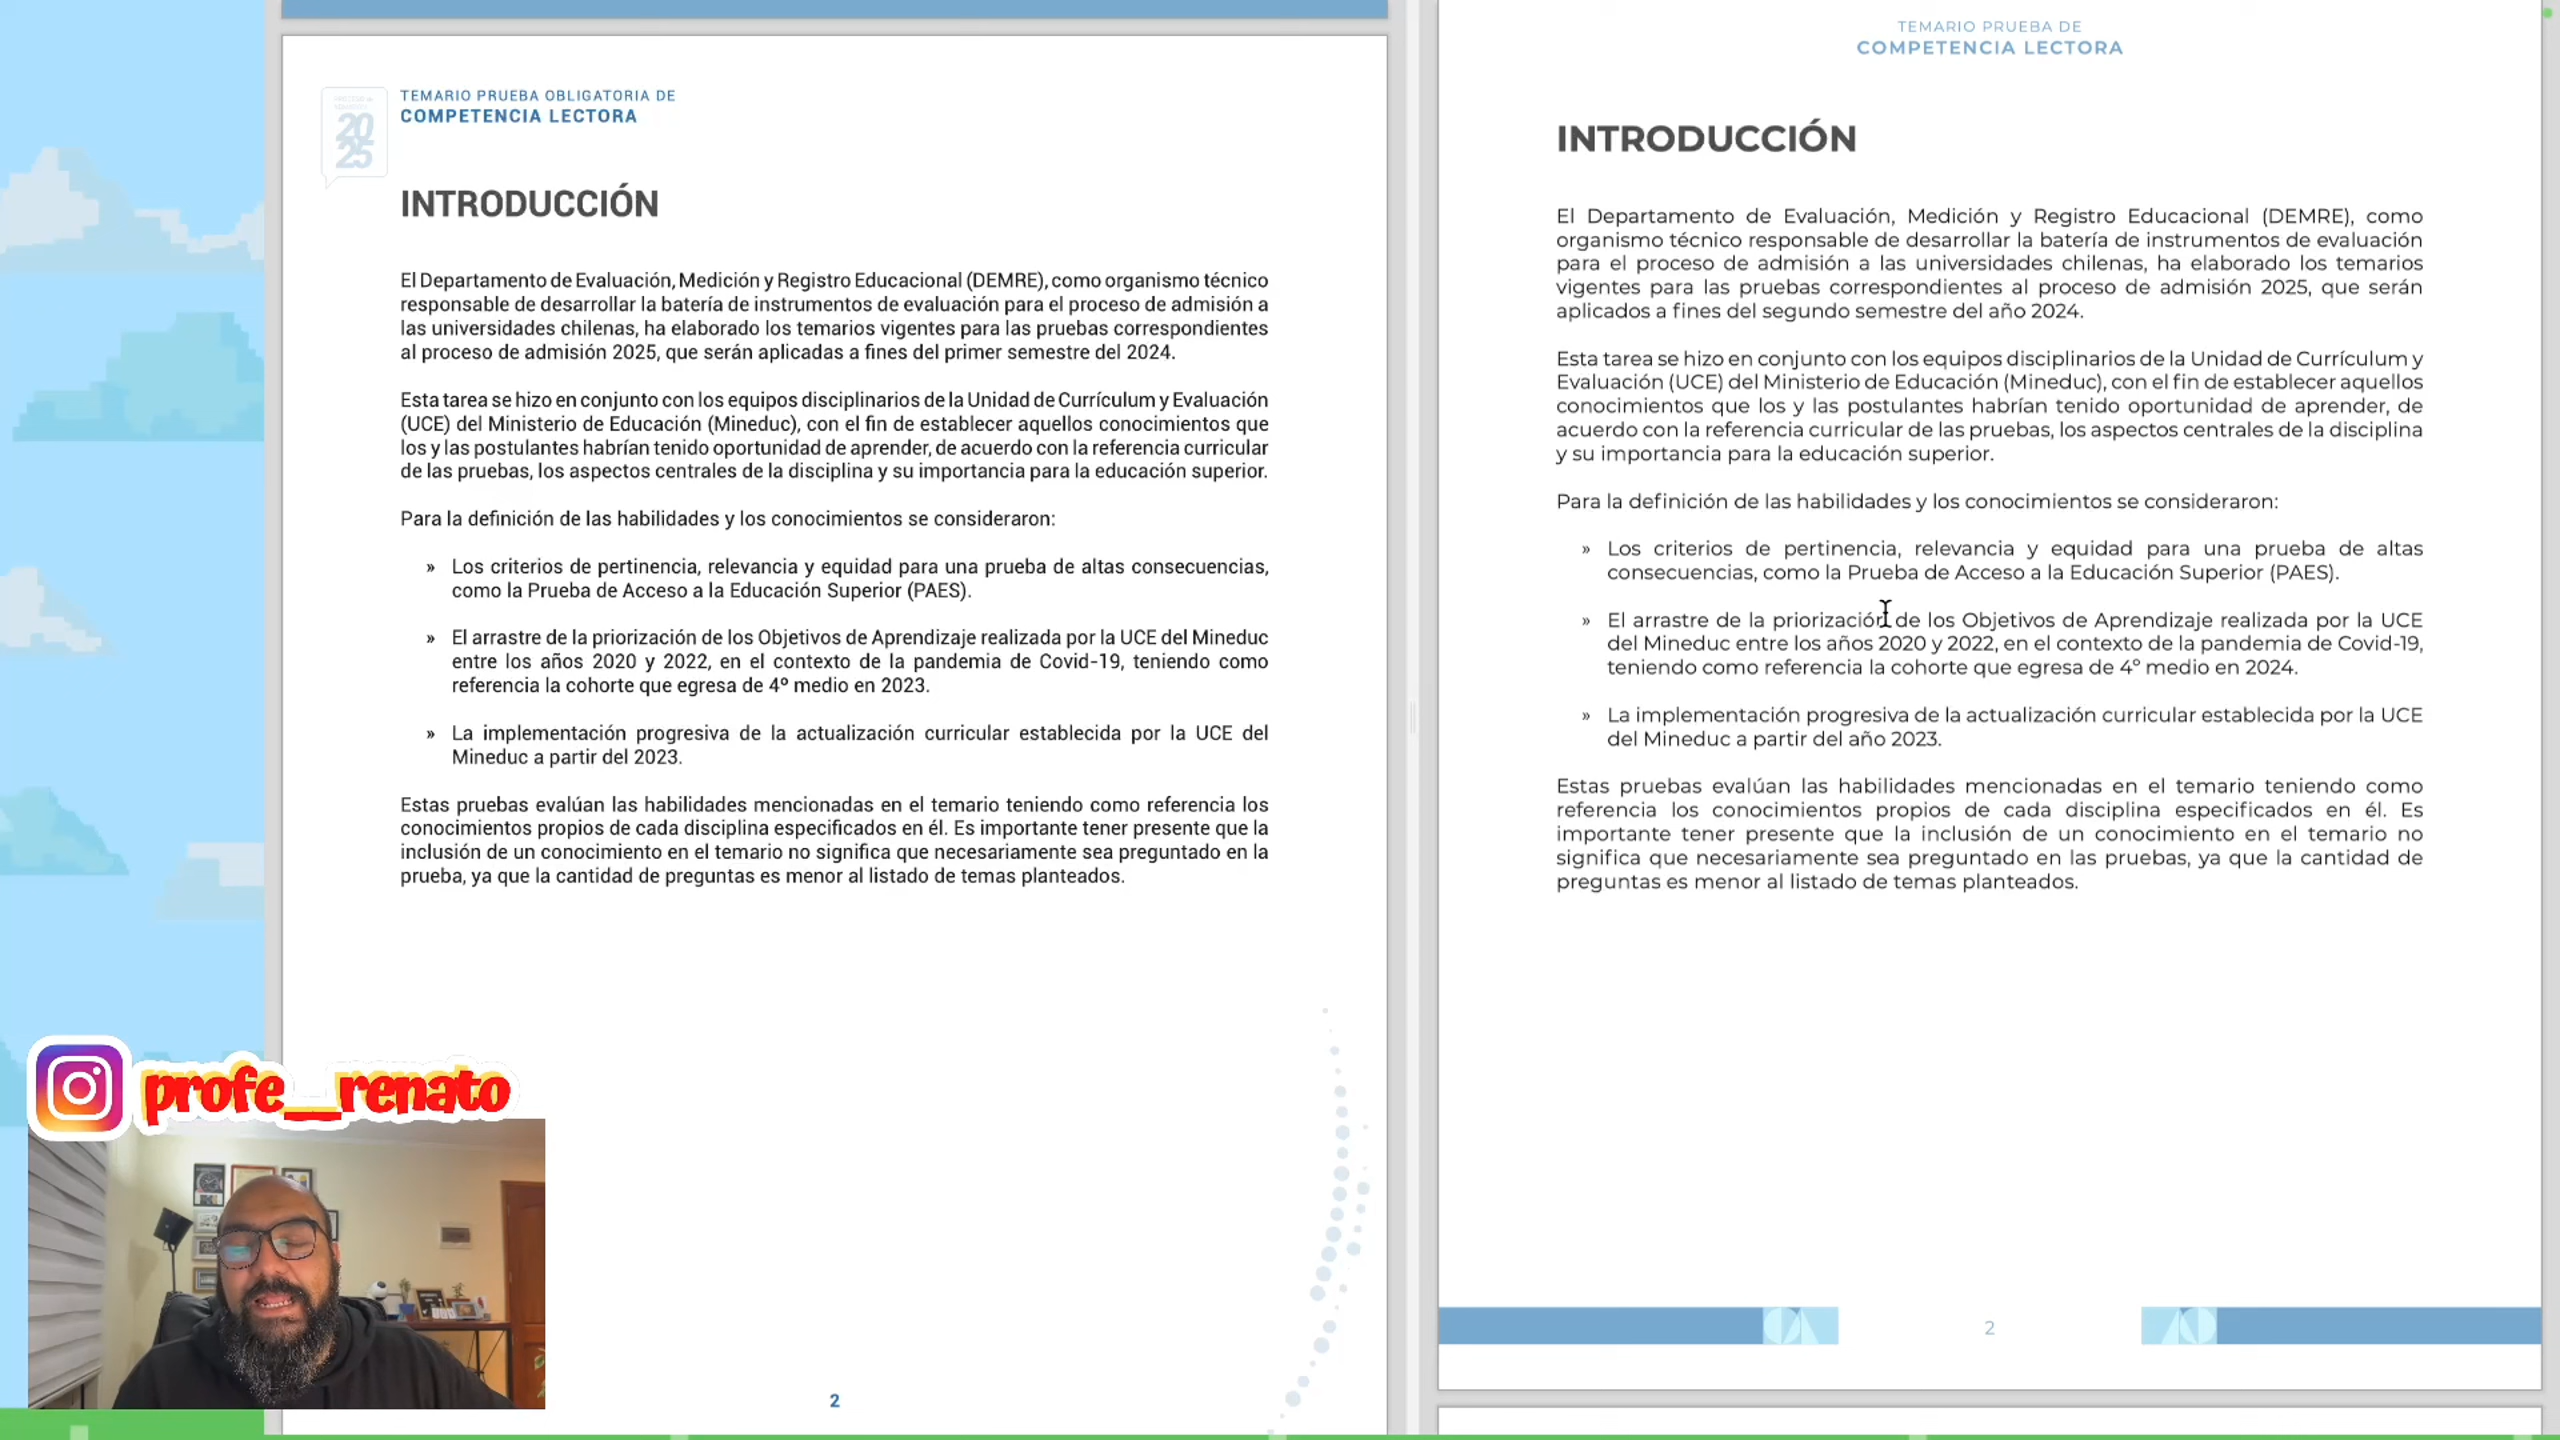 TEMARIO PRUEBA OBLIGATORIA DE
COMPETENCIA LECTORA
20
25
INTRODUCCIÓN
El Departamento de Evaluación, Medición y Registro Educacional (DEMRE), como organismo técnico
responsable de desarrollar la batería de instrumentos de evaluación para el proceso de admisión a
las universidades chilenas, ha elaborado los temarios vigentes para las pruebas correspondientes
al proceso de admisión 2025, que serán aplicadas a fines del primer semestre del 2024.
Esta tarea se hizo en conjunto con los equipos disciplinarios de la Unidad de Currículum y Evaluación
(UCE) del Ministerio de Educación (Mineduc), con el fin de establecer aquellos conocimientos que
los y las postulantes habrían tenido oportunidad de aprender, de acuerdo con la referencia curricular
de las pruebas, los aspectos centrales de la disciplina y su importancia para la educación superior.
Para la definición de las habilidades y los conocimientos se consideraron:
» Los criterios de pertinencia, relevancia y equidad para una prueba de altas consecuencias,
como la Prueba de Acceso a la Educación Superior (PAES).
» El arrastre de la priorización de los Objetivos de Aprendizaje realizada por la UCE del Mineduc
entre los años 2020 y 2022, en el contexto de la pandemia de Covid-19, teniendo como
referencia la cohorte que egresa de 4º medio en 2023.
» La implementación progresiva de la actualización curricular establecida por la UCE del
Mineduc a partir del 2023.
Estas pruebas evalúan las habilidades mencionadas en el temario teniendo como referencia los
conocimientos propios de cada disciplina especificados en él. Es importante tener presente que la
inclusión de un conocimiento en el temario no significa que necesariamente sea preguntado en la
prueba, ya que la cantidad de preguntas es menor al listado de temas planteados.
2
TEMARIO PRUEBA DE
COMPETENCIA LECTORA
INTRODUCCIÓN
El Departamento de Evaluación, Medición y Registro Educacional (DEMRE), como
organismo técnico responsable de desarrollar la batería de instrumentos de evaluación
para el proceso de admisión a las universidades chilenas, ha elaborado los temarios
vigentes para las pruebas correspondientes al proceso de admisión 2025, que serán
aplicados a fines del segundo semestre del año 2024.
Esta tarea se hizo en conjunto con los equipos disciplinarios de la Unidad de Currículum y
Evaluación (UCE) del Ministerio de Educación (Mineduc), con el fin de establecer aquellos
conocimientos que los y las postulantes habrían tenido oportunidad de aprender, de
acuerdo con la referencia curricular de las pruebas, los aspectos centrales de la disciplina
y su importancia para la educación superior.
Para la definición de las habilidades y los conocimientos se consideraron:
» Los criterios de pertinencia, relevancia y equidad para una prueba de altas
consecuencias, como la Prueba de Acceso a la Educación Superior (PAES).
» El arrastre de la priorización de los Objetivos de Aprendizaje realizada por la UCE
del Mineduc entre los años 2020 y 2022, en el contexto de la pandemia de Covid-19,
teniendo como referencia la cohorte que egresa de 4º medio en 2024.
» La implementación progresiva de la actualización curricular establecida por la UCE
del Mineduc a partir del año 2023.
Estas pruebas evalúan las habilidades mencionadas en el temario teniendo como
referencia los conocimientos propios de cada disciplina especificados en él. Es
importante tener presente que la inclusión de un conocimiento en el temario no
significa que necesariamente sea preguntado en las pruebas, ya que la cantidad de
preguntas es menor al listado de temas planteados.
2
profe__renato